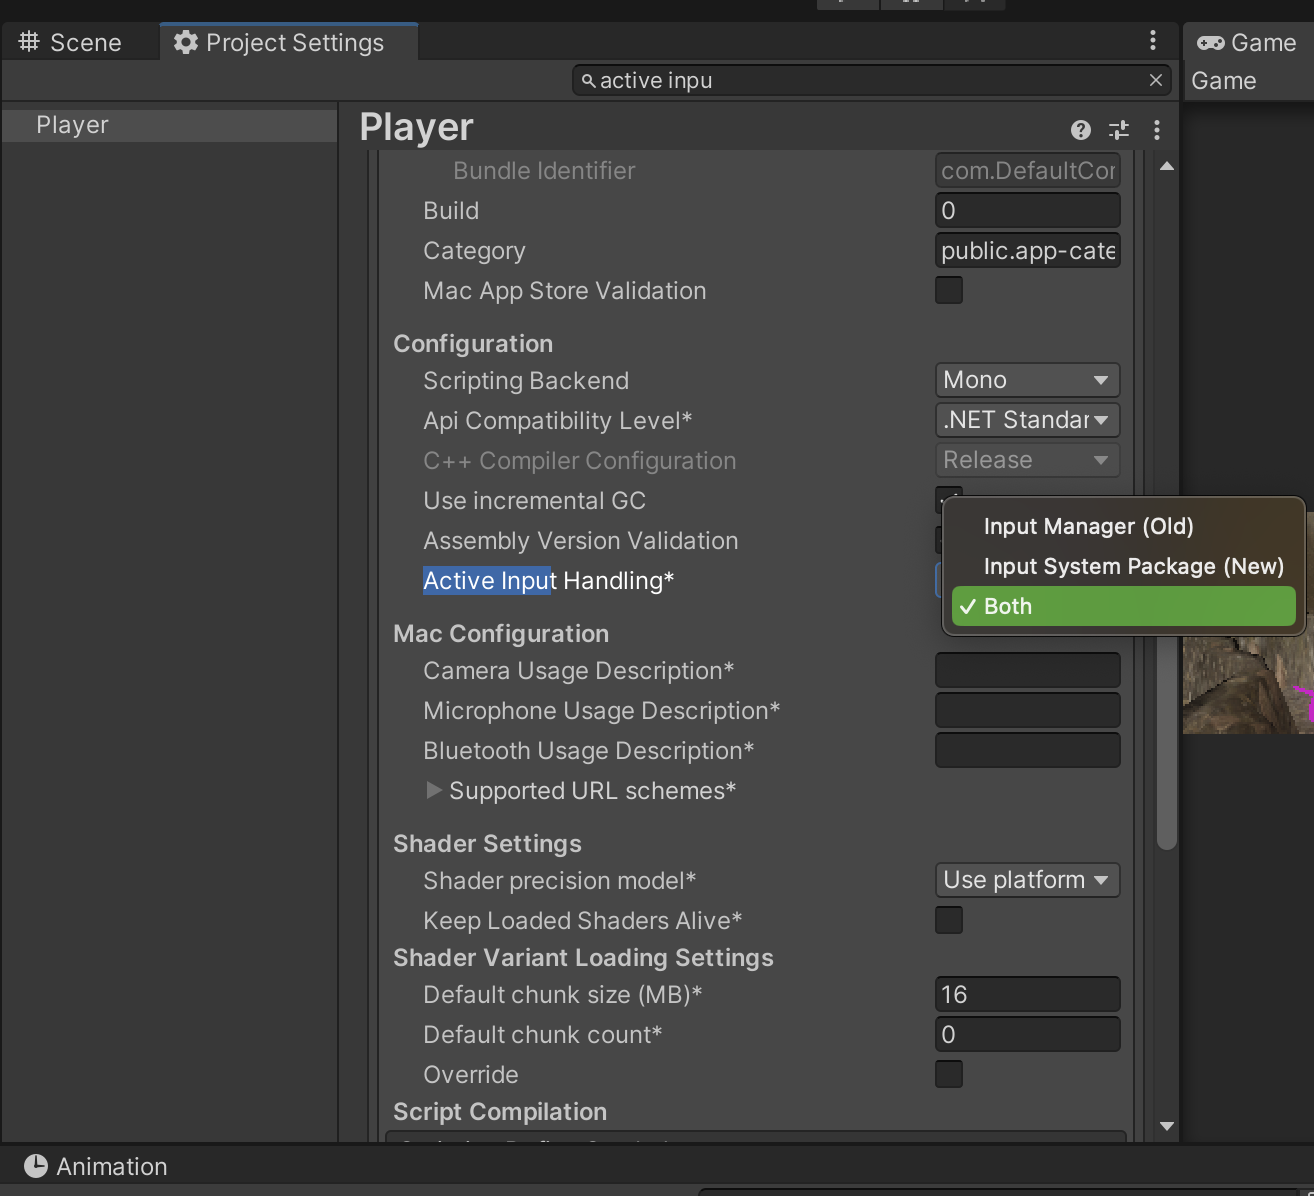 Scene
Project Settings
Game
active inpu
Game
Player
Player
Bundle Identifier
com.DefaultCor
Build
0
Category
public.app-cate
Mac App Store Validation
Configuration
Scripting Backend
Mono
Api Compatibility Level*
.NET Standar
C++ Compiler Configuration
Release
Use incremental GC
Assembly Version Validation
Active Input Handling*
Input Manager (Old)
Input System Package (New)
Both
Mac Configuration
Camera Usage Description*
Microphone Usage Description*
Bluetooth Usage Description*
Supported URL schemes*
Shader Settings
Shader precision model*
Use platform
Keep Loaded Shaders Alive*
Shader Variant Loading Settings
Default chunk size (MB)*
16
Default chunk count*
0
Override
Script Compilation
Animation